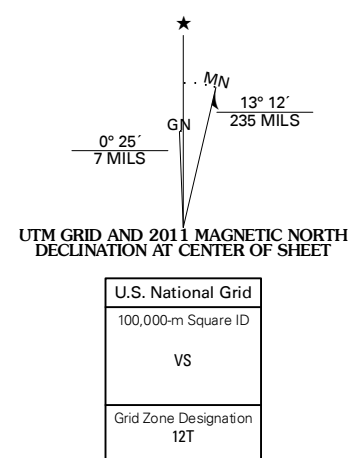 ★
MN
GN
13° 12´
235 MILS
0° 25´
7 MILS
UTM GRID AND 2011 MAGNETIC NORTH
DECLINATION AT CENTER OF SHEET
U.S. National Grid
100,000-m Square ID
VS
Grid Zone Designation
12T